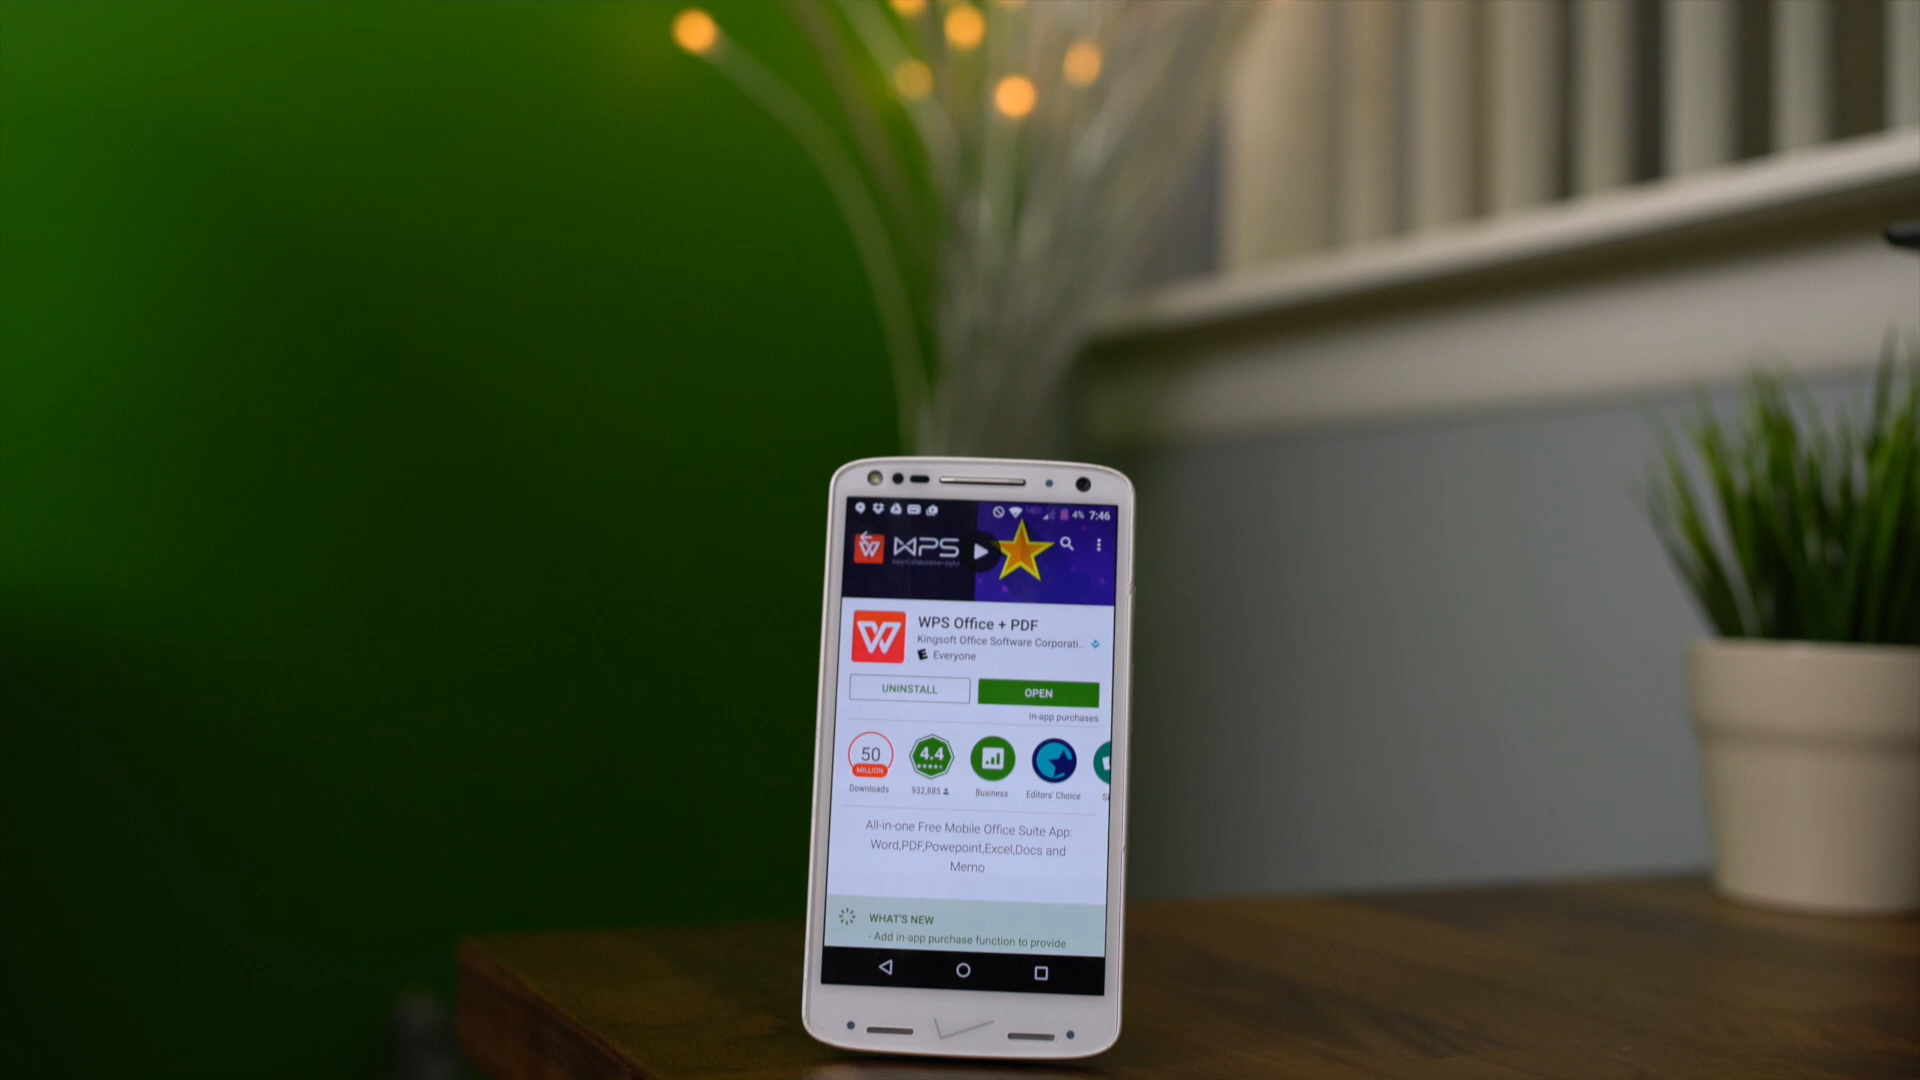 4% 7:46
WPS
WPS Office + PDF
Kingsoft Office Software Corporati..
Everyone
UNINSTALL
OPEN
In-app purchases
50
MILLION
4.4
Downloads
932,885
Business
Editors' Choice
All-in-one Free Mobile Office Suite App:
Word,PDF,Powepoint,Excel,Docs and
Memo
WHAT'S NEW
- Add in-app purchase function to provide